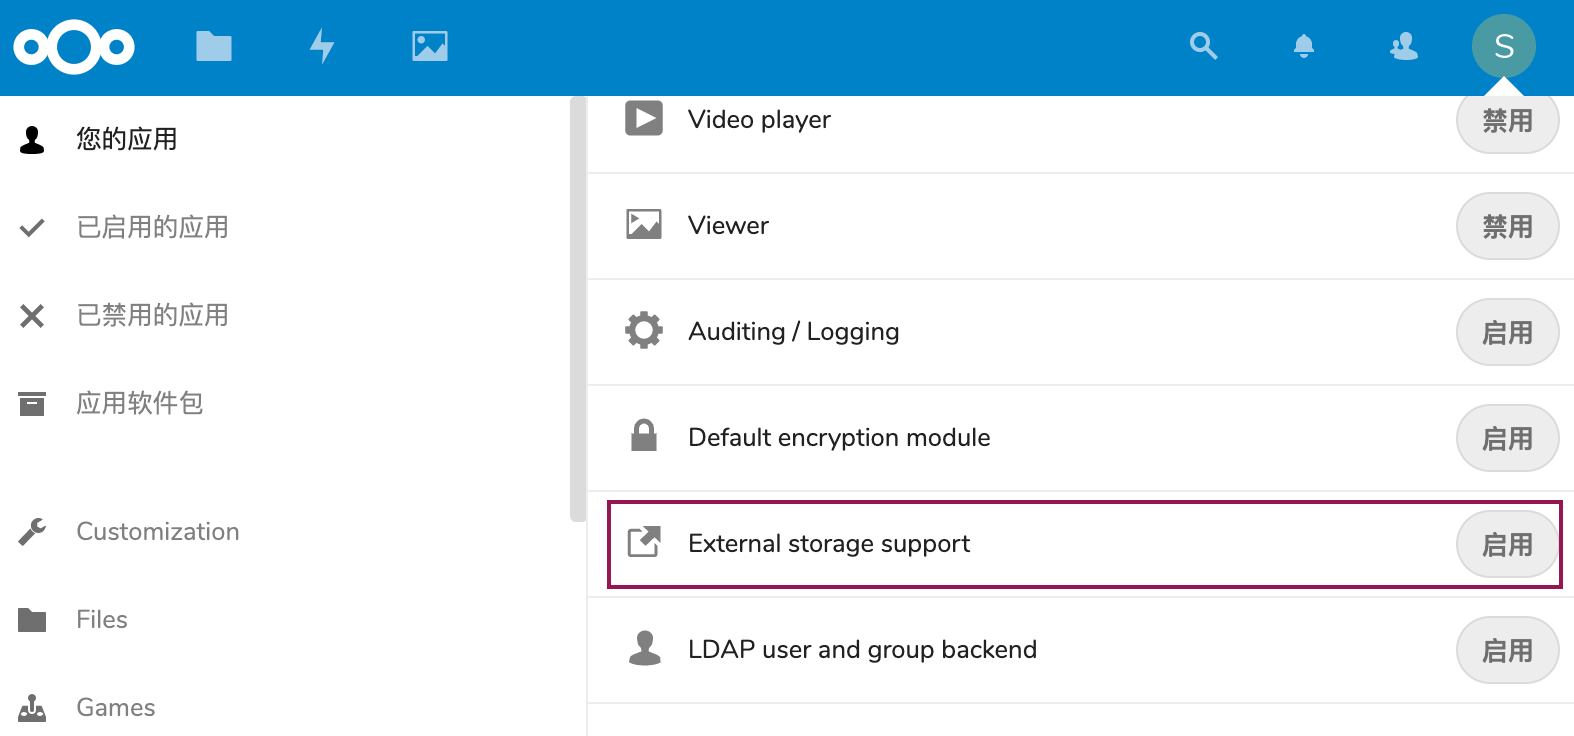 S
您的应用
已启用的应用
已禁用的应用
应用软件包
Customization
Files
Games
Video player 禁用
Viewer 禁用
Auditing / Logging 启用
Default encryption module 启用
External storage support 启用
LDAP user and group backend 启用